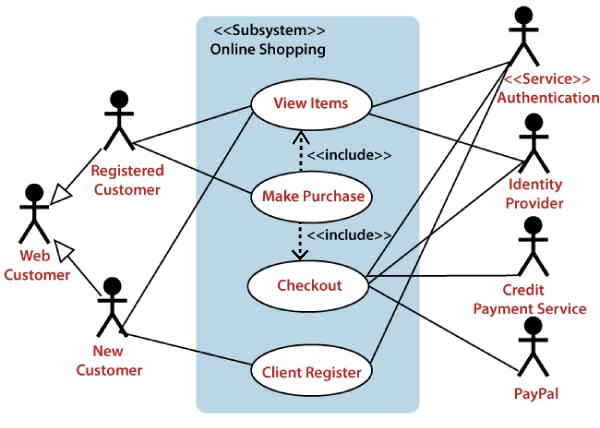 <<Subsystem>>
Online Shopping
<<Service>>
Authentication
View Items
<<include>>
Registered
Customer
Make Purchase
Identity
Provider
<<include>>
Web
Customer
Checkout
Credit
Payment Service
New
Customer
Client Register
PayPal